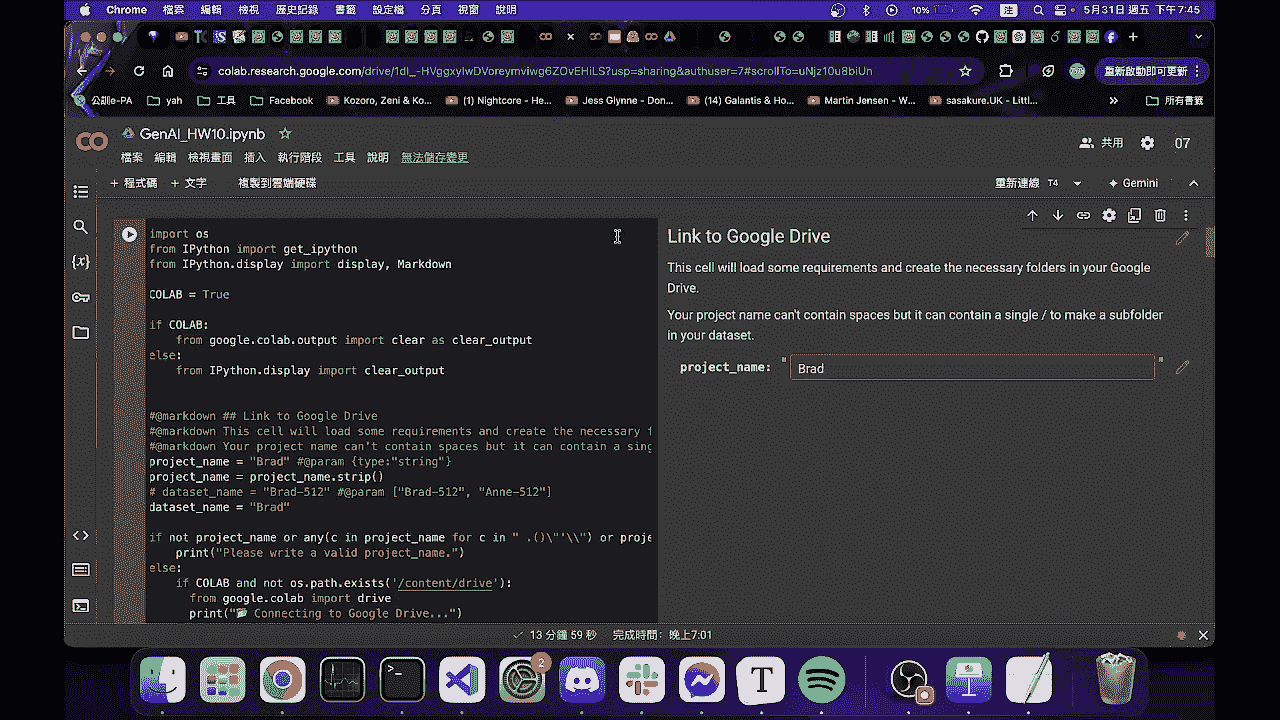 Chrome 檔案 編輯 檢視 歷史記錄 書籤 設定檔 分頁 視窗 說明 10% 注 5月31日 週五 下午7:45
colab.research.google.com/drive/1dI_-HVggxyIwDVoreymviwg6ZOvEHiLS?usp=sharing&authuser=7#scrollTo=uNjz10u8biUn 重新啟動即可更新
公訓e-PA yah 工具 Facebook Kozoro, Zeni & Ko... (1) Nightcore - He... Jess Glynne - Don... (14) Galantis & Ho... Martin Jensen - W... sasakure.UK - Littl... » 所有書籤
GenAI_HW10.ipynb
共用 07
檔案 編輯 檢視畫面 插入 執行階段 工具 說明 無法儲存變更
+ 程式碼 + 文字 複製到雲端硬碟 重新連線 T4 Gemini
import os
from IPython import get_ipython
from IPython.display import display, Markdown
COLAB = True
if COLAB:
from google.colab.output import clear as clear_output
else:
from IPython.display import clear_output
#@markdown ## Link to Google Drive
#@markdown This cell will load some requirements and create the necessary f
#@markdown Your project name can't contain spaces but it can contain a sing
project_name = "Brad" #@param {type:"string"}
project_name = project_name.strip()
# dataset_name = "Brad-512" #@param ["Brad-512", "Anne-512"]
dataset_name = "Brad"
if not project_name or any(c in project_name for c in " .()\"'\\") or proje
print("Please write a valid project_name.")
else:
if COLAB and not os.path.exists('/content/drive'):
from google.colab import drive
print("📂 Connecting to Google Drive...")
Link to Google Drive
This cell will load some requirements and create the necessary folders in your Google
Drive.
Your project name can't contain spaces but it can contain a single / to make a subfolder
in your dataset.
project_name: " Brad "
13 分鐘 59 秒 完成時間：晚上7:01
2